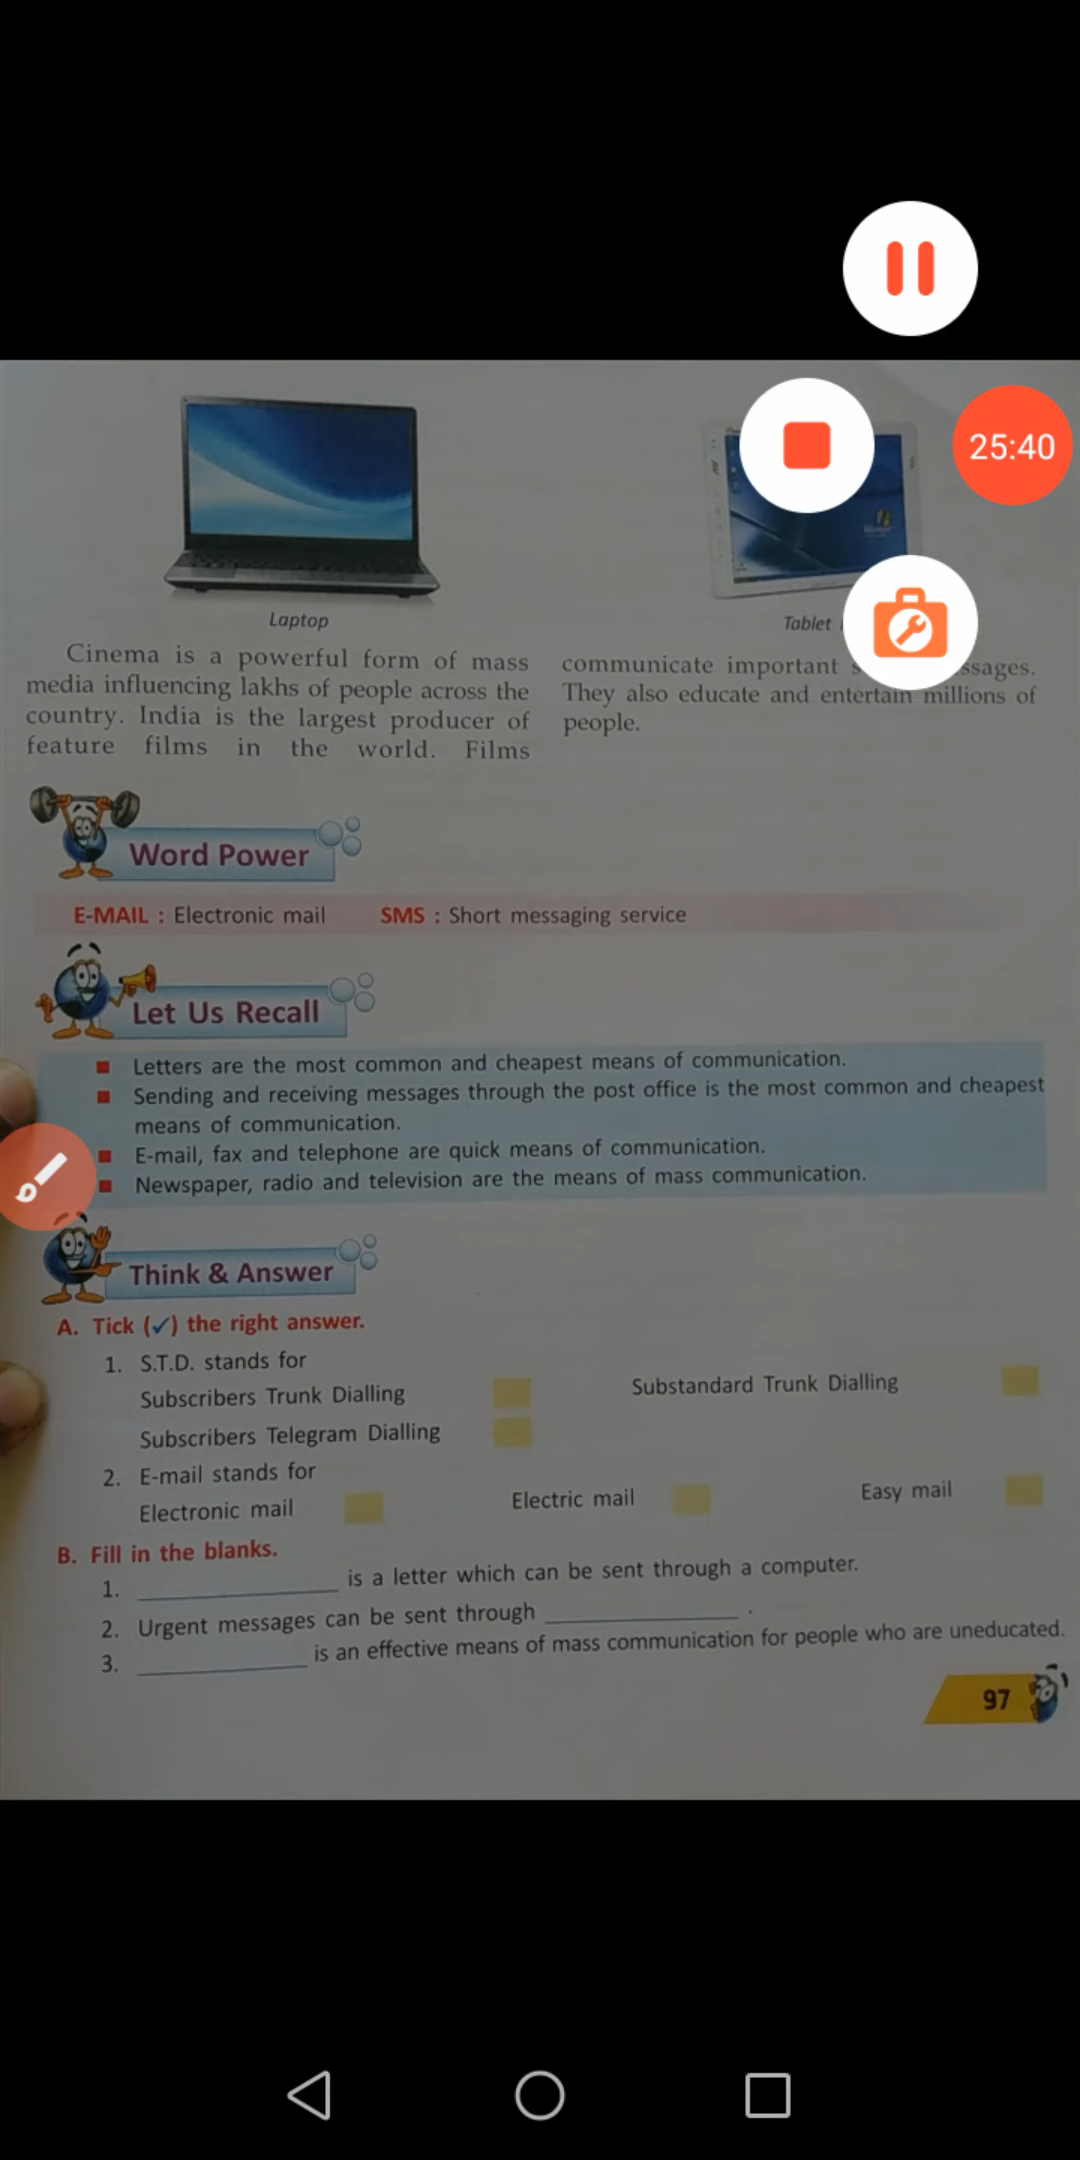 25:40
Laptop
Tablet
Cinema is a powerful form of mass
media influencing lakhs of people across the
country. India is the largest producer of
feature films in the world. Films
communicate important
They also educate and entertain millions of
people.
Word Power
E-MAIL : Electronic mail SMS : Short messaging service
Let Us Recall
Letters are the most common and cheapest means of communication.
Sending and receiving messages through the post office is the most common and cheapest
means of communication.
E-mail, fax and telephone are quick means of communication.
Newspaper, radio and television are the means of mass communication.
Think & Answer
A. Tick (✓) the right answer.
1. S.T.D. stands for
Subscribers Trunk Dialling Substandard Trunk Dialling
Subscribers Telegram Dialling
2. E-mail stands for
Electronic mail Electric mail Easy mail
B. Fill in the blanks.
1. ____________ is a letter which can be sent through a computer.
2. Urgent messages can be sent through ____________ .
3. ____________ is an effective means of mass communication for people who are uneducated.
97